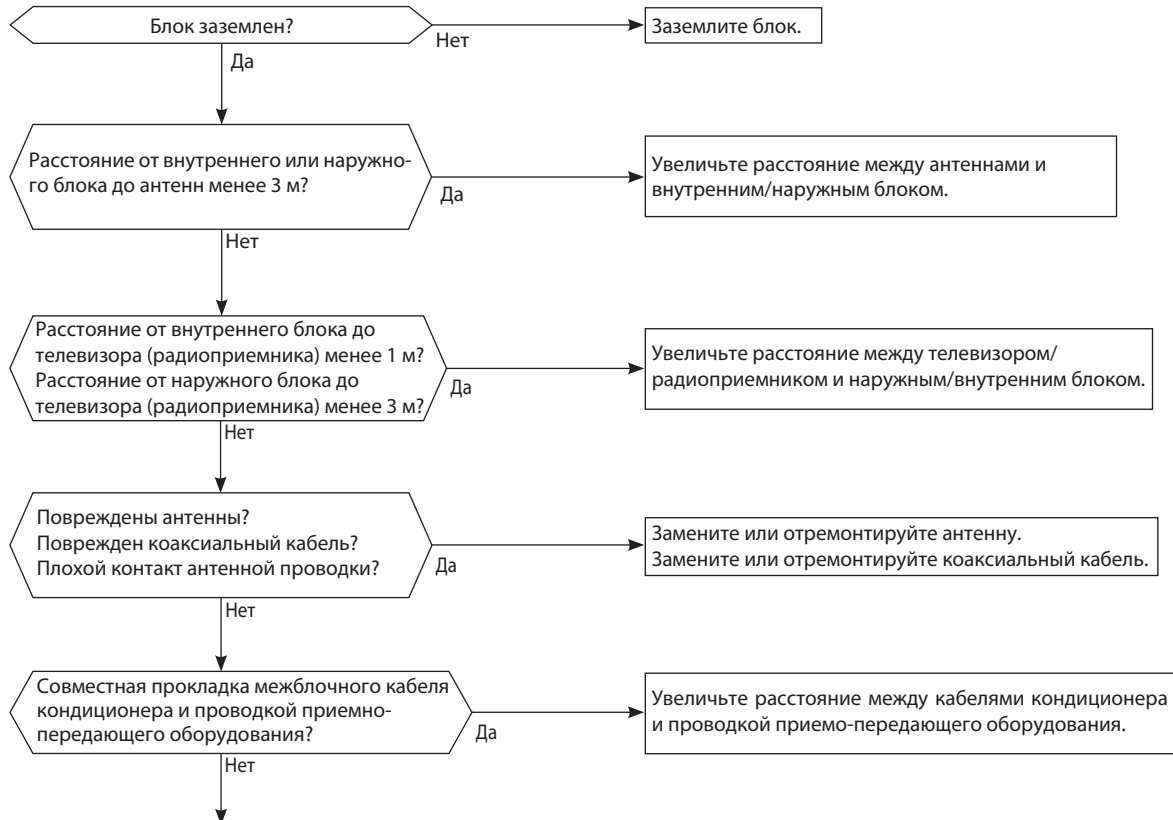 Блок заземлен?
Нет
Заземлите блок.
Да
Расстояние от внутреннего или наружно-
го блока до антенн менее 3 м?
Да
Увеличьте расстояние между антеннами и
внутренним/наружным блоком.
Нет
Расстояние от внутреннего блока до
телевизора (радиоприемника) менее 1 м?
Расстояние от наружного блока до
телевизора (радиоприемника) менее 3 м?
Да
Увеличьте расстояние между телевизором/
радиоприемником и наружным/внутренним блоком.
Нет
Повреждены антенны?
Поврежден коаксиальный кабель?
Плохой контакт антенной проводки?
Да
Замените или отремонтируйте антенну.
Замените или отремонтируйте коаксиальный кабель.
Нет
Совместная прокладка межблочного кабеля
кондиционера и проводкой приемно-
передающего оборудования?
Да
Увеличьте расстояние между кабелями кондиционера
и проводкой приемо-передающего оборудования.
Нет